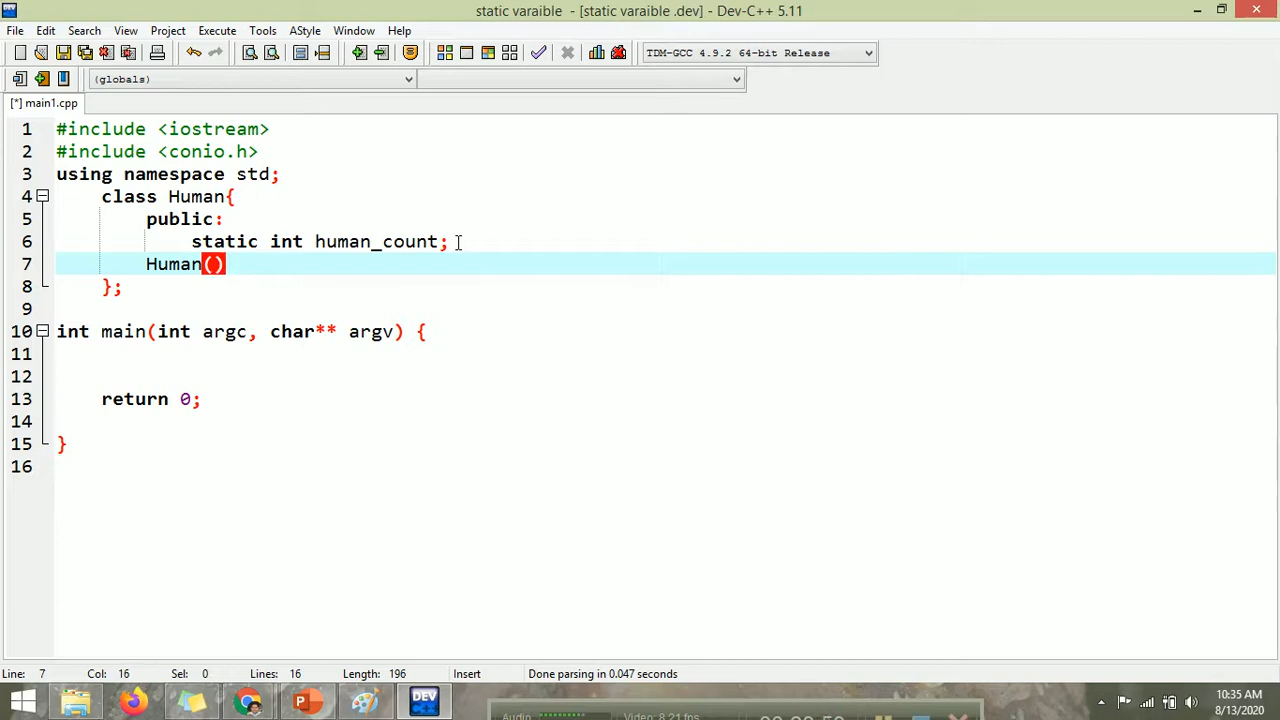 static varaible - [static varaible .dev] - Dev-C++ 5.11
File Edit Search View Project Execute Tools AStyle Window Help
TDM-GCC 4.9.2 64-bit Release
(globals)
[*] main1.cpp
1 #include <iostream>
2 #include <conio.h>
3 using namespace std;
4 class Human{
5 public:
6 static int human_count;
7 Human()
8 };
9
10 int main(int argc, char** argv) {
11
12
13 return 0;
14
15 }
16
Line: 7 Col: 16 Sel: 0 Lines: 16 Length: 196 Insert Done parsing in 0.047 seconds
DEV
10:35 AM
8/13/2020
Audio